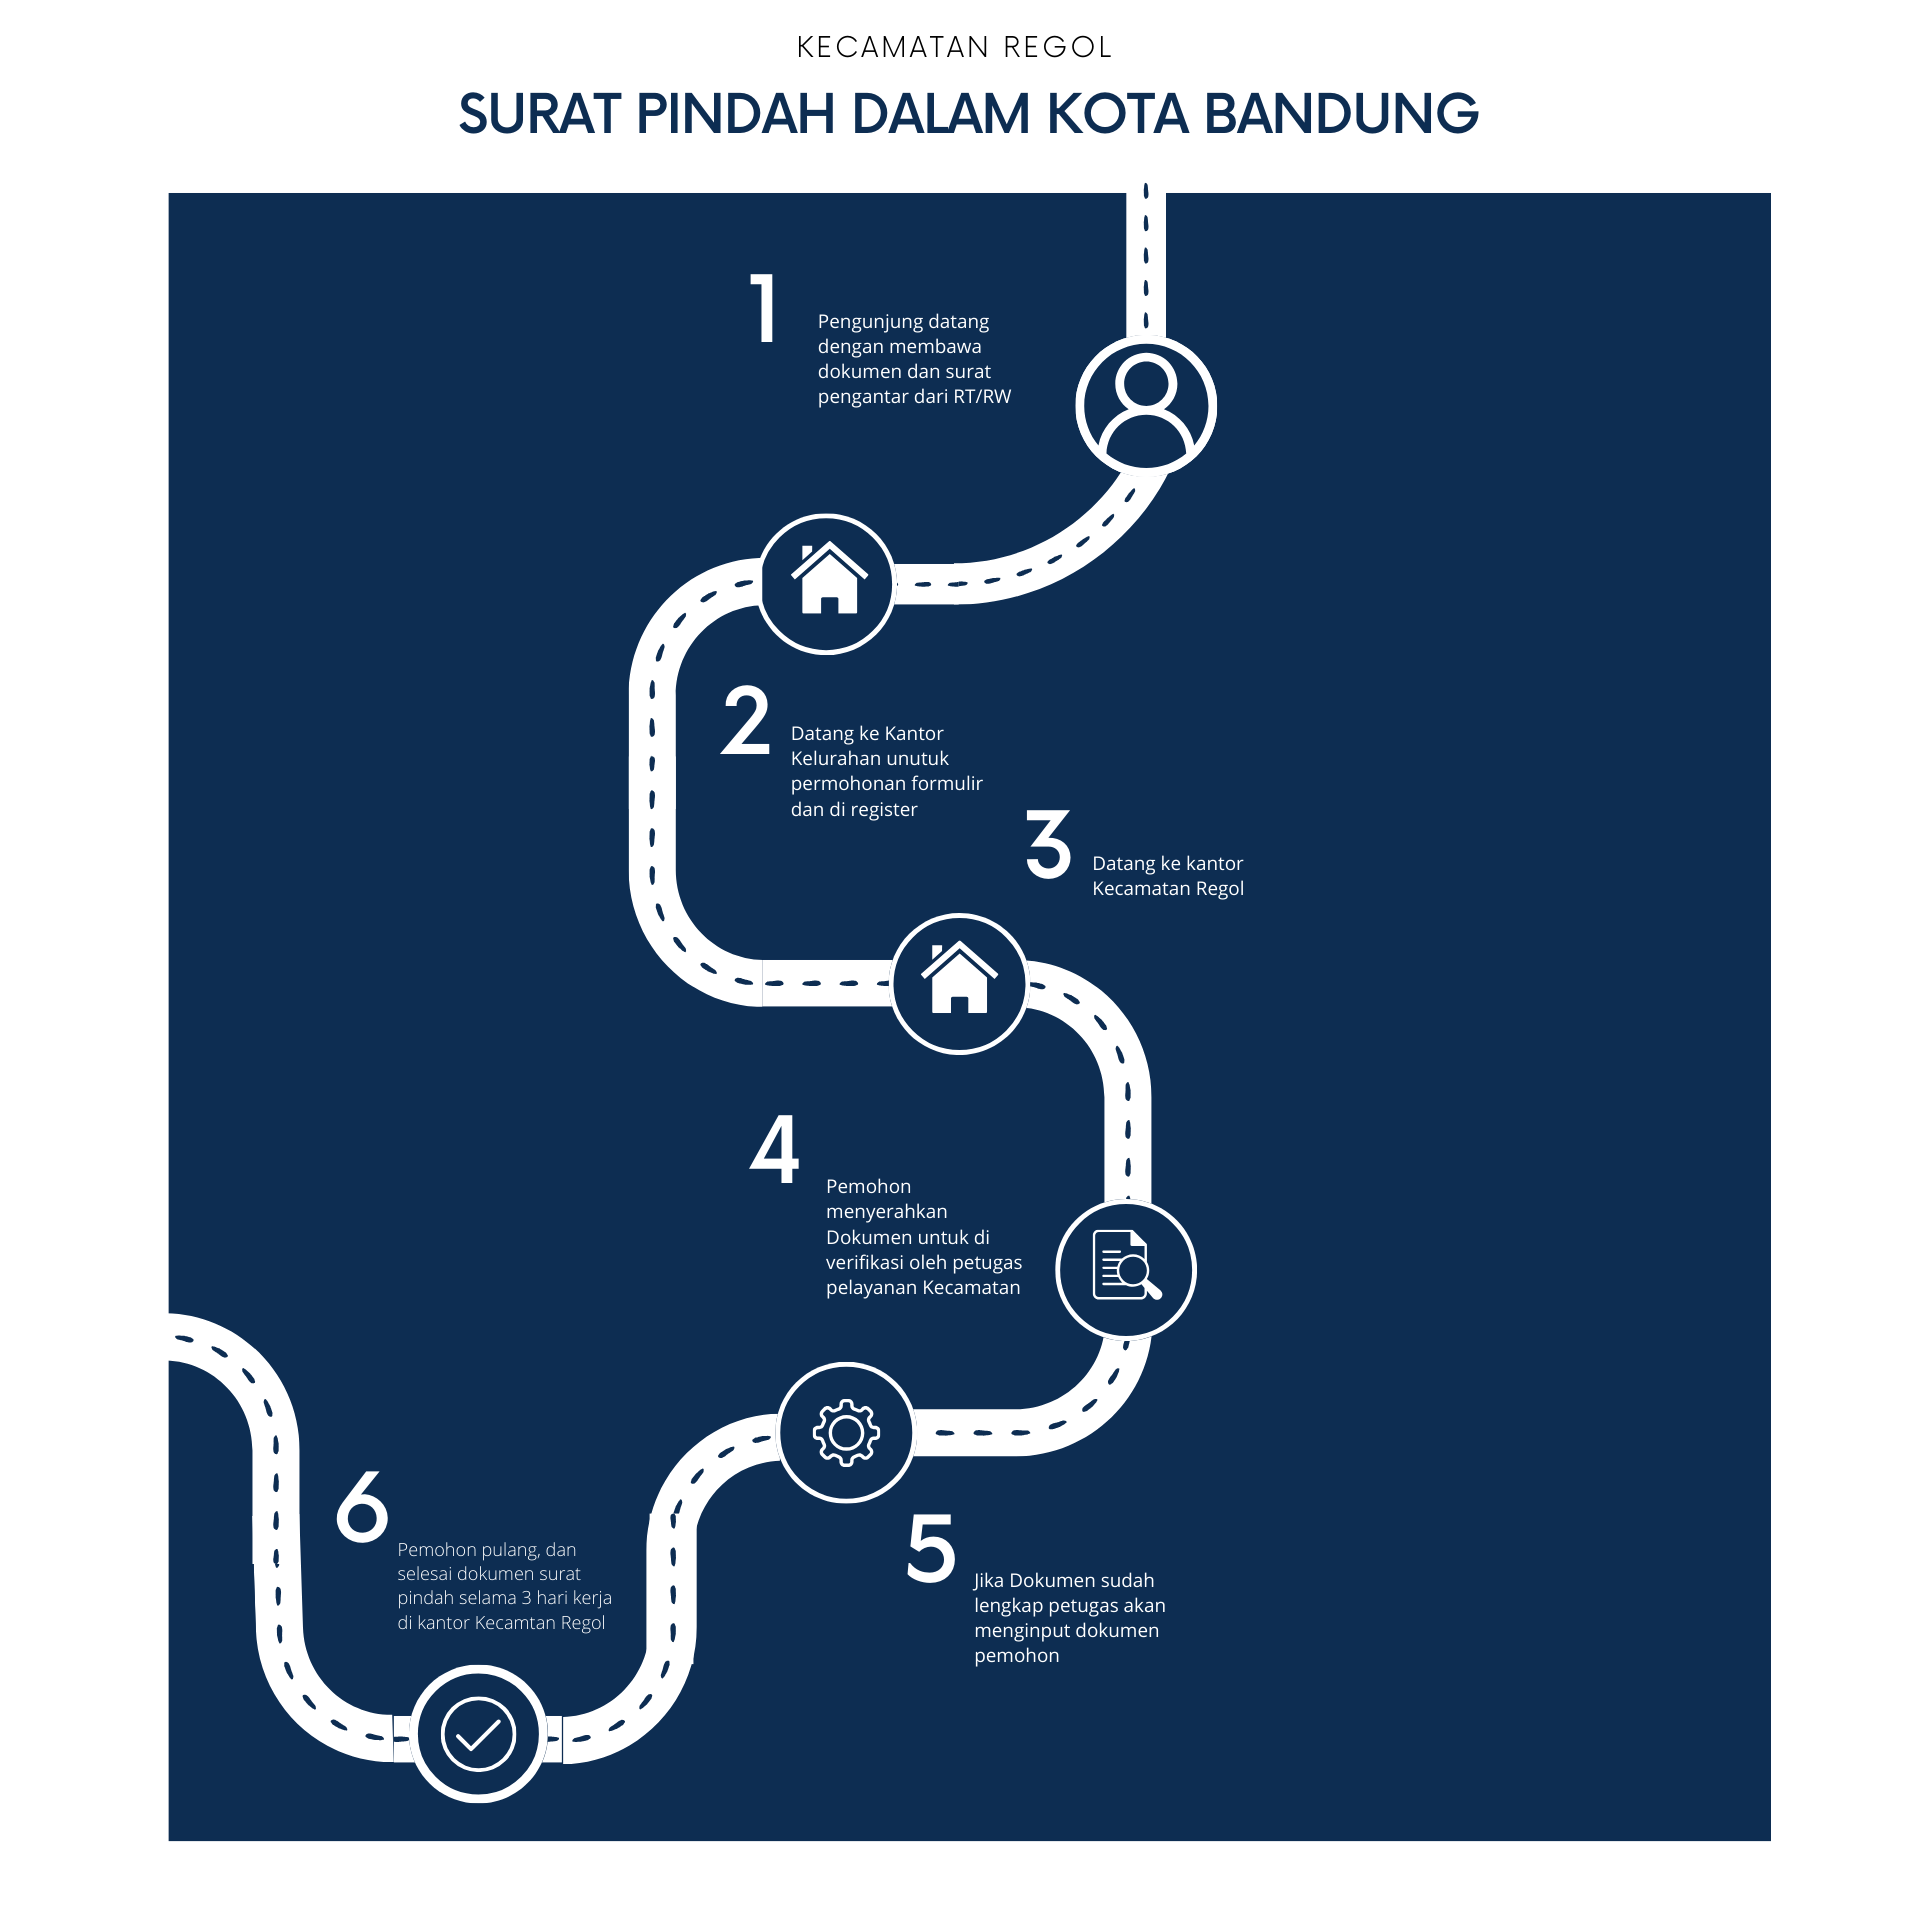 KECAMATAN REGOL
SURAT PINDAH DALAM KOTA BANDUNG
1
Pengunjung datang
dengan membawa
dokumen dan surat
pengantar dari RT/RW
2
Datang ke Kantor
Kelurahan unutuk
permohonan formulir
dan di register
3
Datang ke kantor
Kecamatan Regol
4
Pemohon
menyerahkan
Dokumen untuk di
verifikasi oleh petugas
pelayanan Kecamatan
5
Jika Dokumen sudah
lengkap petugas akan
menginput dokumen
pemohon
6
Pemohon pulang, dan
selesai dokumen surat
pindah selama 3 hari kerja
di kantor Kecamtan Regol